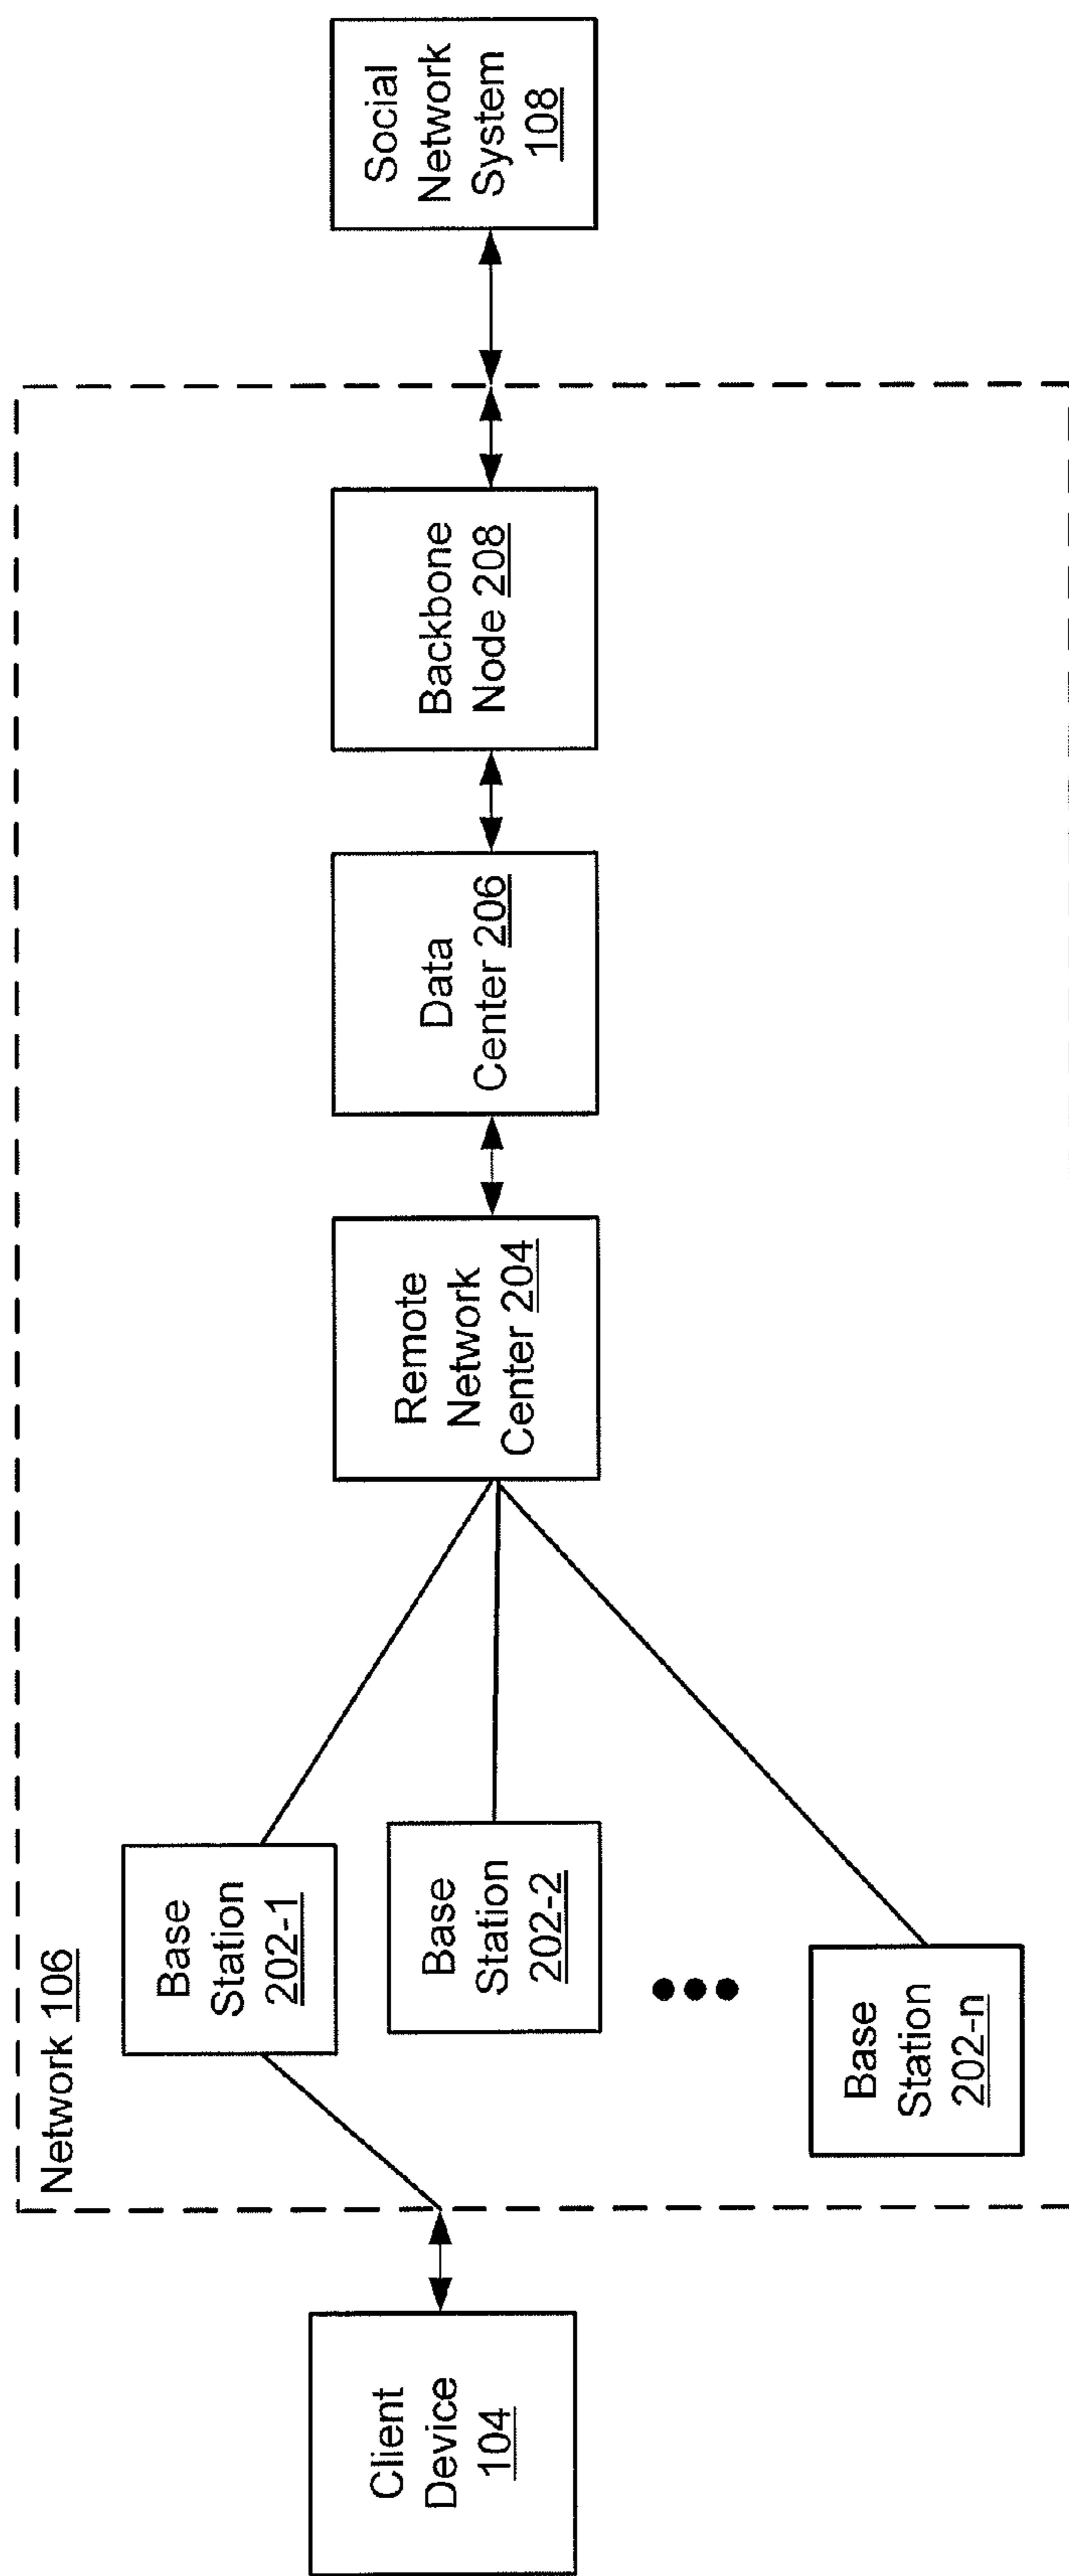 Network 106
Client
Device
104
Base
Station
202-1
Base
Station
202-2
Base
Station
202-n
Remote
Network
Center 204
Data
Center 206
Backbone
Node 208
Social
Network
System
108